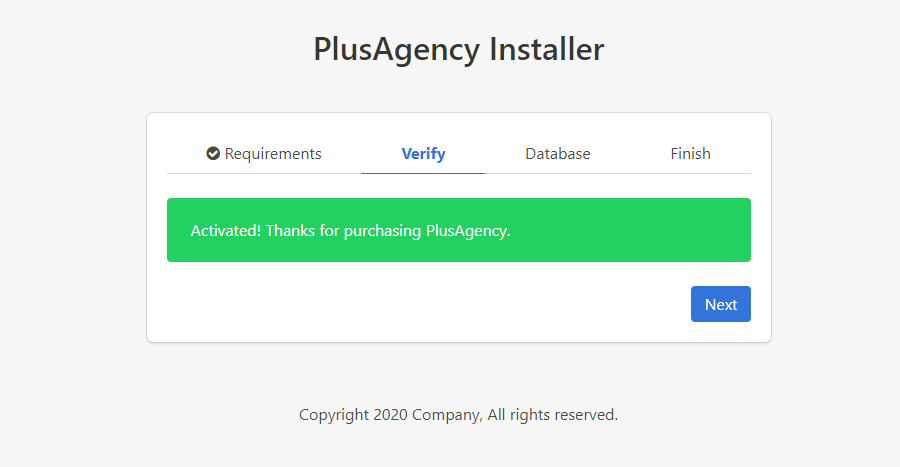 PlusAgency Installer
Requirements Verify Database Finish
Activated! Thanks for purchasing PlusAgency.
Next
Copyright 2020 Company, All rights reserved.